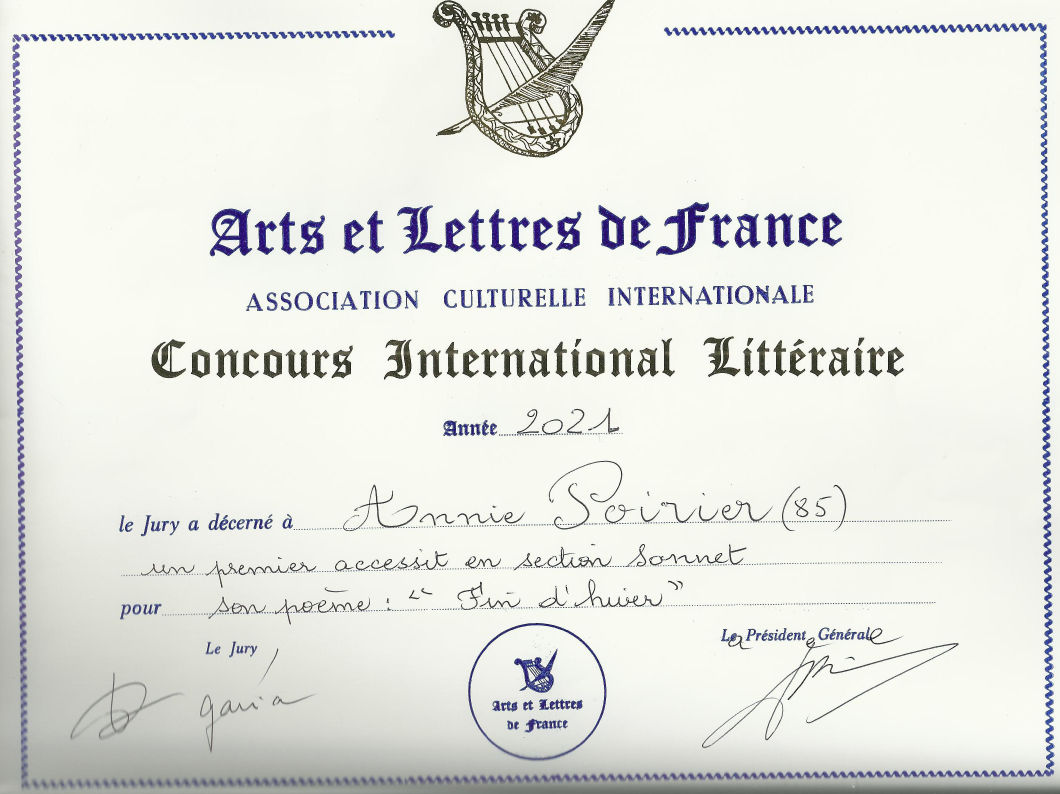 Arts et Lettres de France
ASSOCIATION CULTURELLE INTERNATIONALE
Concours International Littéraire
Année 2021
le Jury a décerné à Annie Poirier (85)
un premier accessit en section Sonnet
pour son poème : " Fin d'hiver "
Le Jury
La Présidente Générale
garcia
Arts et Lettres
de France